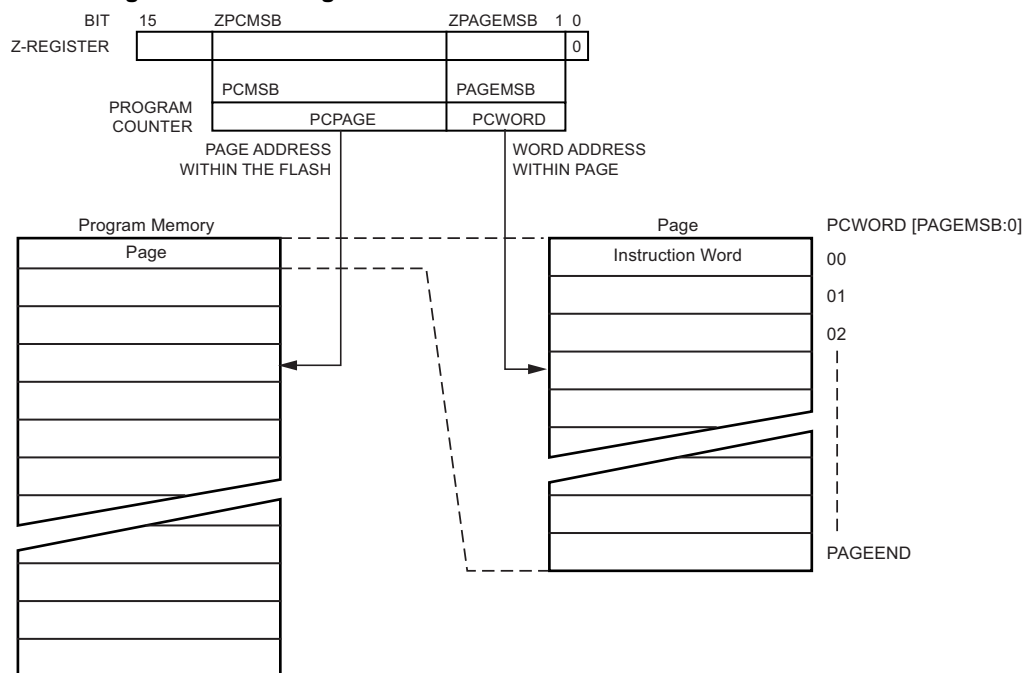 BIT 15 ZPCMSB ZPAGEMSB 1 0
Z-REGISTER 0
PCMSB PAGEMSB
PROGRAM
COUNTER
PCPAGE PCWORD
PAGE ADDRESS
WITHIN THE FLASH
WORD ADDRESS
WITHIN PAGE
Program Memory Page PCWORD [PAGEMSB:0]
Page Instruction Word 00
01
02
PAGEEND